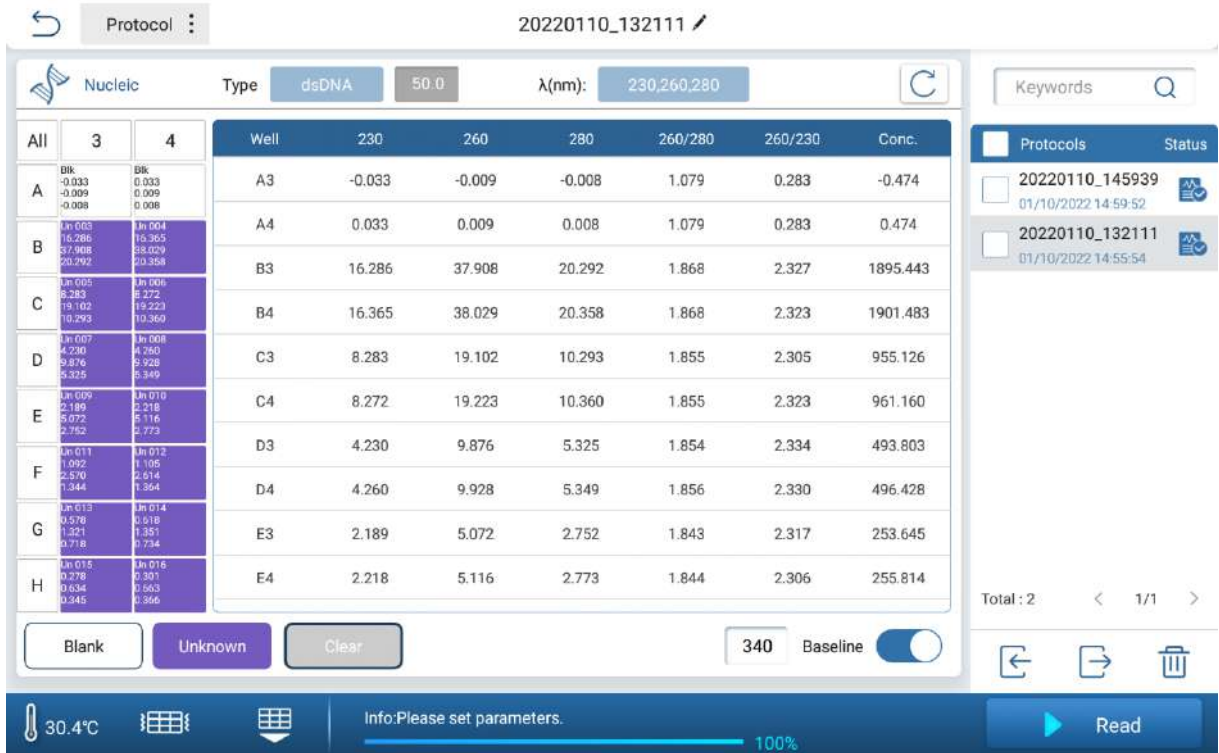 Protocol
20220110_132111
Nucleic Type dsDNA 50.0 λ(nm): 230,260,280
Keywords
All 3 4
Well 230 260 280 260/280 260/230 Conc.
A3 -0.033 -0.009 -0.008 1.079 0.283 -0.474
A4 0.033 0.009 0.008 1.079 0.283 0.474
B3 16.286 37.908 20.292 1.868 2.327 1895.443
B4 16.365 38.029 20.358 1.868 2.323 1901.483
C3 8.283 19.102 10.293 1.855 2.305 955.126
C4 8.272 19.223 10.360 1.855 2.323 961.160
D3 4.230 9.876 5.325 1.854 2.334 493.803
D4 4.260 9.928 5.349 1.856 2.330 496.428
E3 2.189 5.072 2.752 1.843 2.317 253.645
E4 2.218 5.116 2.773 1.844 2.306 255.814
A
Blk Blk
-0.033 0.033
-0.009 0.009
-0.008 0.008
B
Un 003 Un 004
16.286 16.365
37.908 38.029
20.292 20.358
C
Un 005 Un 006
8.283 8.272
19.102 19.223
10.293 10.360
D
Un 007 Un 008
4.230 4.260
9.876 9.928
5.325 5.349
E
Un 009 Un 010
2.189 2.218
5.072 5.116
2.752 2.773
F
Un 011 Un 012
1.092 1.105
2.570 2.614
1.344 1.364
G
Un 013 Un 014
0.578 0.618
1.321 1.351
0.718 0.734
H
Un 015 Un 016
0.278 0.301
0.634 0.663
0.345 0.366
Blank Unknown Clear 340 Baseline
Protocols Status
20220110_145939
01/10/2022 14:59:52
20220110_132111
01/10/2022 14:55:54
Total : 2 < 1/1 >
30.4°C
Info:Please set parameters.
100%
Read